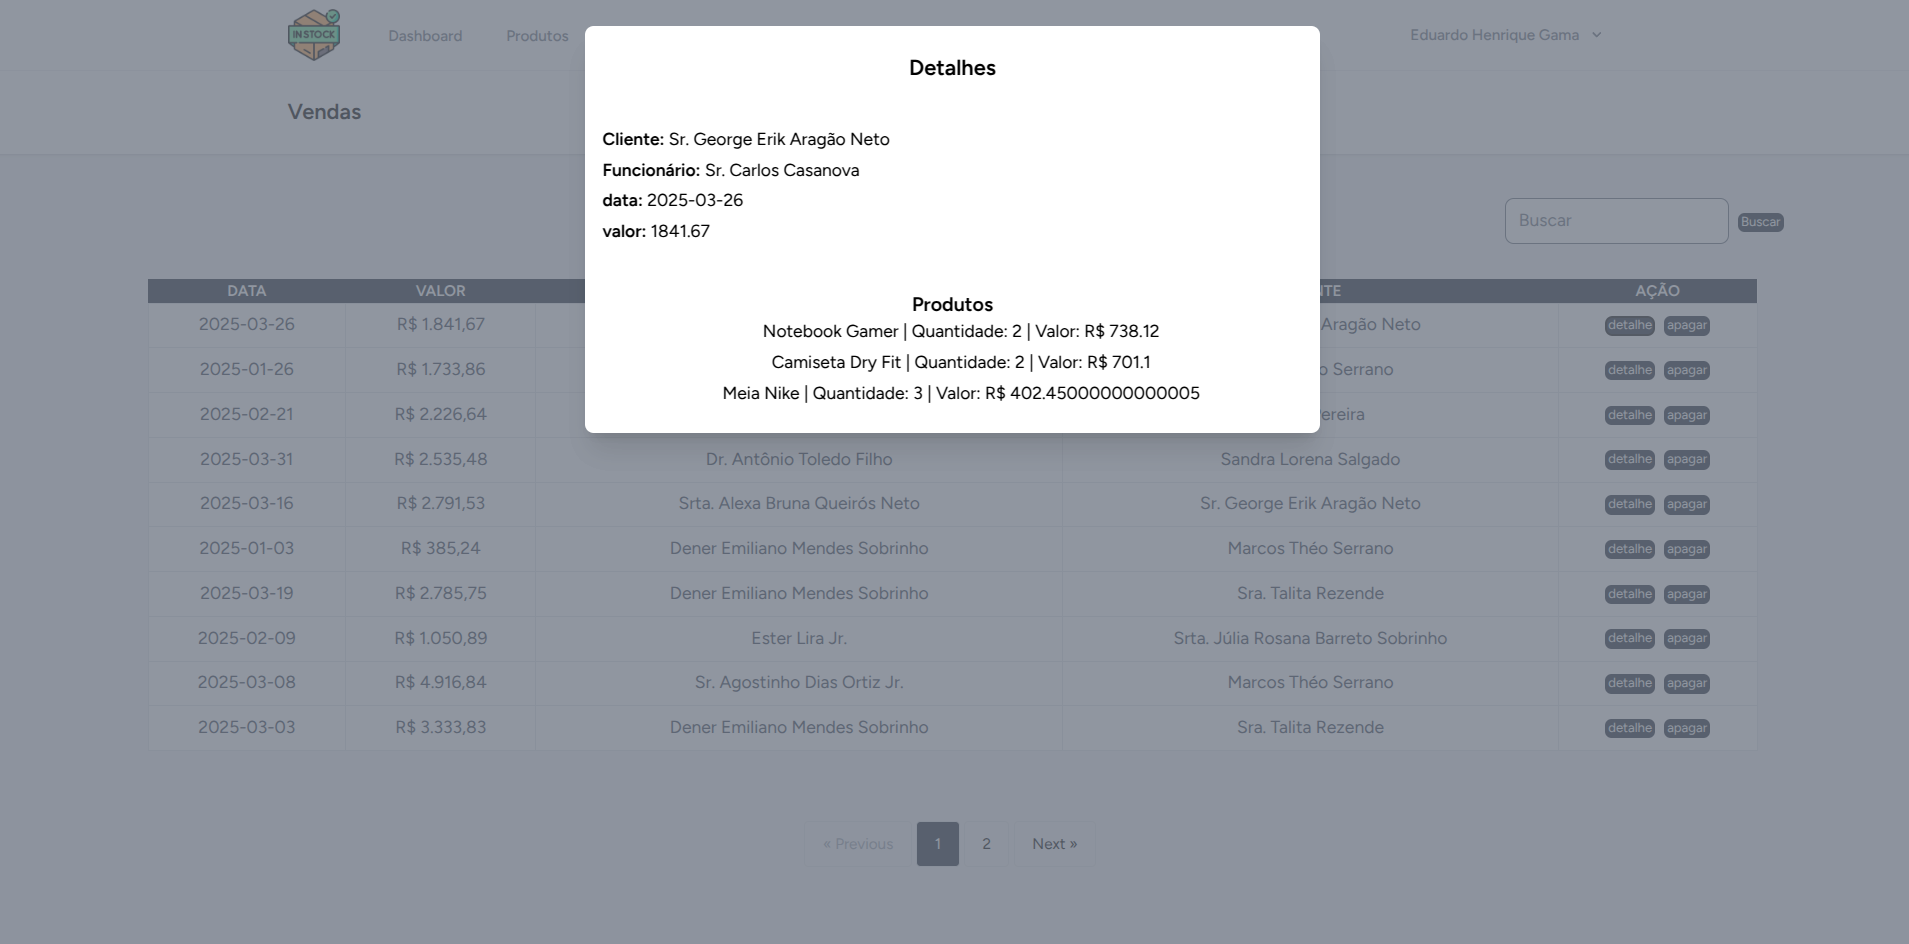 IN STOCK
Dashboard
Produtos
Eduardo Henrique Gama
Vendas
Detalhes
Cliente: Sr. George Erik Aragão Neto
Funcionário: Sr. Carlos Casanova
data: 2025-03-26
valor: 1841.67
Produtos
Notebook Gamer | Quantidade: 2 | Valor: R$ 738.12
Camiseta Dry Fit | Quantidade: 2 | Valor: R$ 701.1
Meia Nike | Quantidade: 3 | Valor: R$ 402.45000000000005
Buscar Buscar
DATA VALOR NTE AÇÃO
2025-03-26 R$ 1.841,67 Aragão Neto detalhe apagar
2025-01-26 R$ 1.733,86 Serrano detalhe apagar
2025-02-21 R$ 2.226,64 ereira detalhe apagar
2025-03-31 R$ 2.535,48 Dr. Antônio Toledo Filho Sandra Lorena Salgado detalhe apagar
2025-03-16 R$ 2.791,53 Srta. Alexa Bruna Queirós Neto Sr. George Erik Aragão Neto detalhe apagar
2025-01-03 R$ 385,24 Dener Emiliano Mendes Sobrinho Marcos Théo Serrano detalhe apagar
2025-03-19 R$ 2.785,75 Dener Emiliano Mendes Sobrinho Sra. Talita Rezende detalhe apagar
2025-02-09 R$ 1.050,89 Ester Lira Jr. Srta. Júlia Rosana Barreto Sobrinho detalhe apagar
2025-03-08 R$ 4.916,84 Sr. Agostinho Dias Ortiz Jr. Marcos Théo Serrano detalhe apagar
2025-03-03 R$ 3.333,83 Dener Emiliano Mendes Sobrinho Sra. Talita Rezende detalhe apagar
« Previous 1 2 Next »